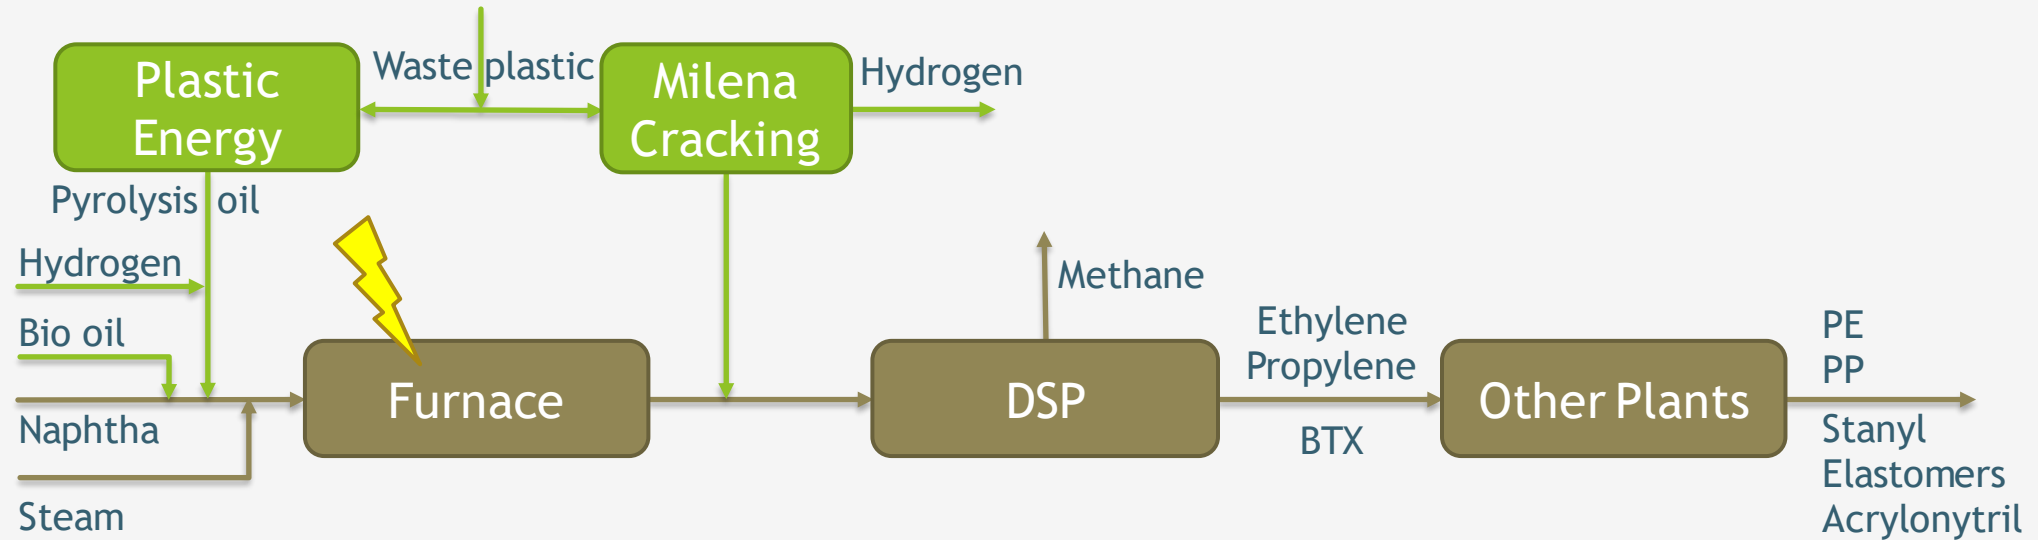 Plastic
Energy
Waste plastic
Milena
Cracking
Hydrogen
Pyrolysis oil
Hydrogen
Bio oil
Naphtha
Steam
Furnace
Methane
DSP
Ethylene
Propylene
BTX
Other Plants
PE
PP
Stanyl
Elastomers
Acrylonytril